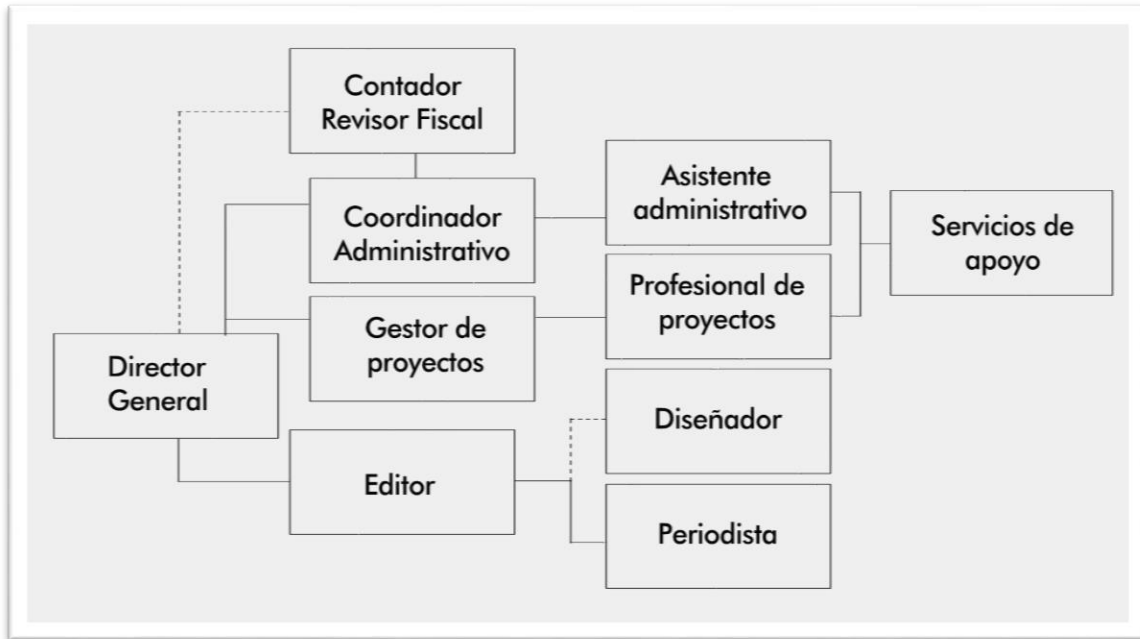 Contador
Revisor Fiscal
Coordinador
Administrativo
Asistente
administrativo
Servicios de
apoyo
Gestor de
proyectos
Profesional de
proyectos
Director
General
Editor
Diseñador
Periodista